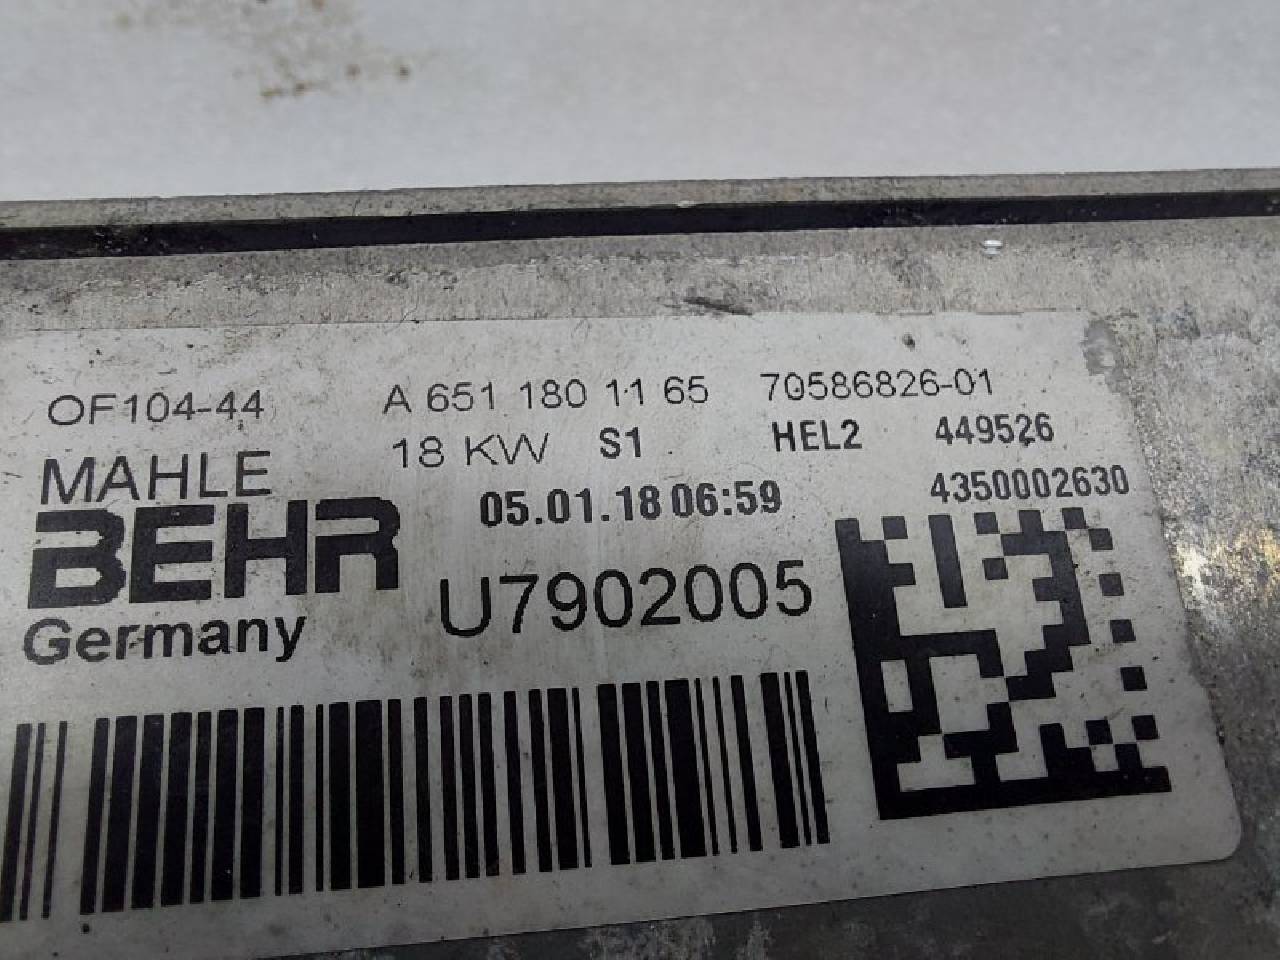 OF104-44 A 651 180 11 65 70586826-01
18 KW S1 HEL2 449526
MAHLE
05.01.18 06:59 4350002630
BEHR
U7902005
Germany